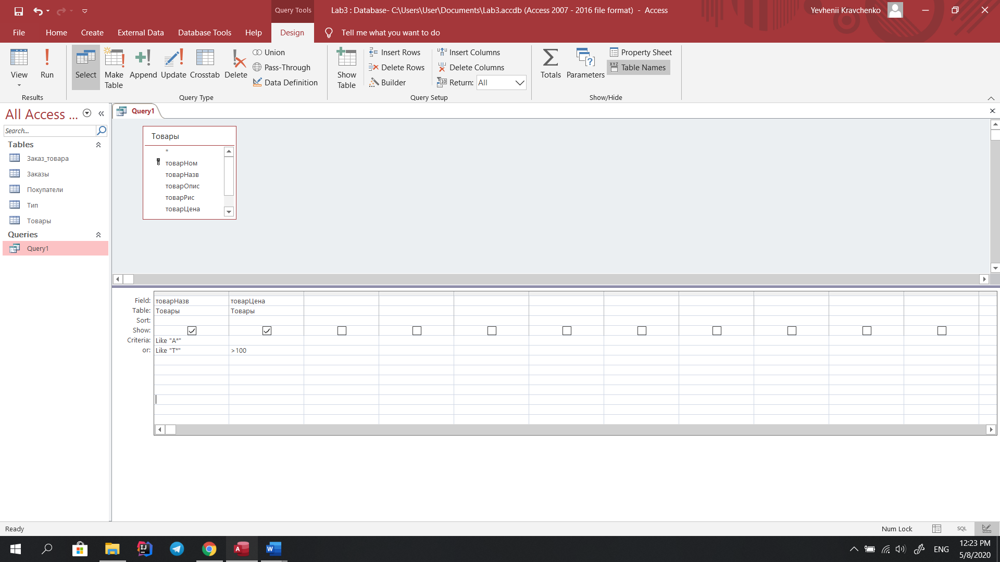 Query Tools
Lab3 : Database- C:\Users\User\Documents\Lab3.accdb (Access 2007 - 2016 file format) - Access
Yevhenii Kravchenko
File Home Create External Data Database Tools Help Design Tell me what you want to do
View
Run
Select
Make Table
Append
Update
Crosstab
Delete
Union
Pass-Through
Data Definition
Show Table
Insert Rows
Delete Rows
Builder
Insert Columns
Delete Columns
Return: All
Totals
Parameters
Property Sheet
Table Names
Results
Query Type
Query Setup
Show/Hide
All Access ...
Search...
Tables
Заказ_товара
Заказы
Покупатели
Тип
Товары
Queries
Query1
Query1
Товары
*
товарНом
товарНазв
товарОпис
товарРис
товарЦена
Field: товарНазв товарЦена
Table: Товары Товары
Sort:
Show:
Criteria: Like "А*"
or: Like "Т*" >100
Ready
Num Lock
SQL
ENG
12:23 PM
5/8/2020